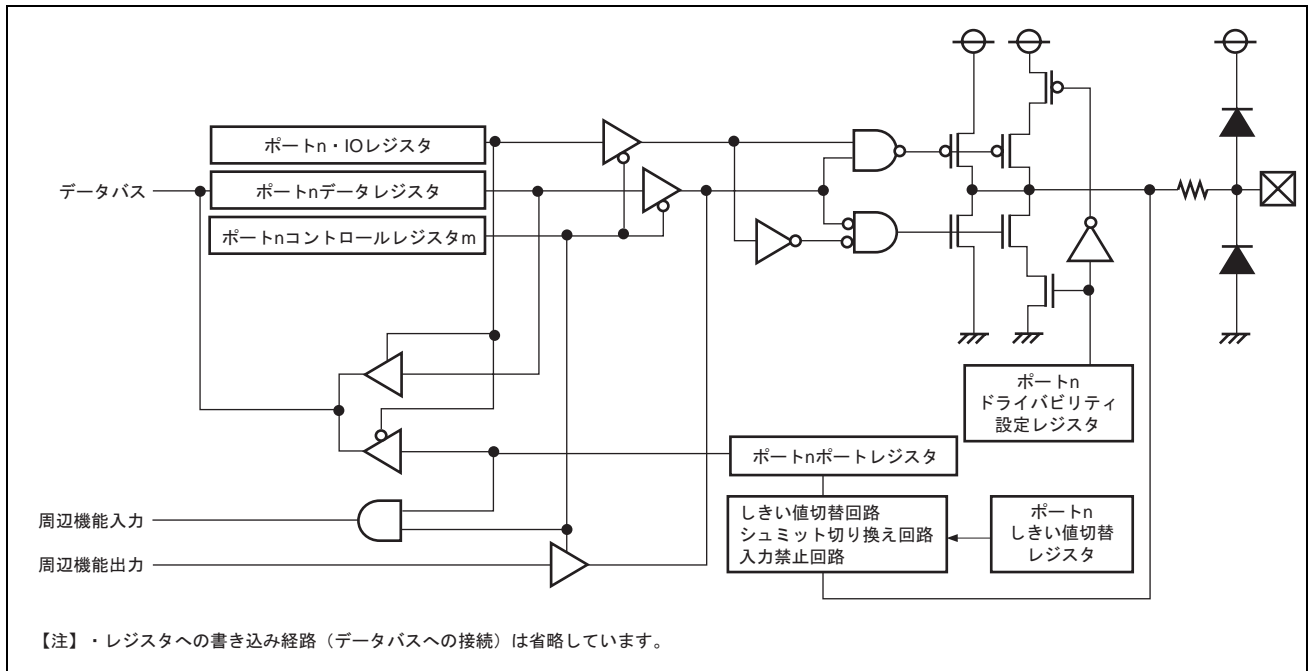 ポートn・IOレジスタ
データバス
ポートnデータレジスタ
ポートnコントロールレジスタm
ポートn
ドライバビリティ
設定レジスタ
ポートnポートレジスタ
しきい値切替回路
シュミット切り換え回路
入力禁止回路
ポートn
しきい値切替
レジスタ
周辺機能入力
周辺機能出力
【注】・レジスタへの書き込み経路（データバスへの接続）は省略しています。